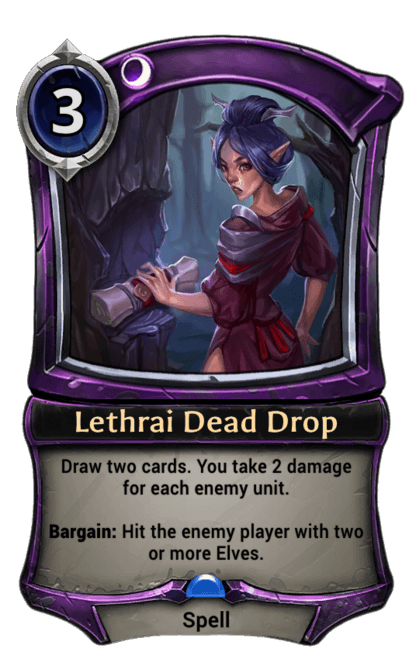 3
Lethrai Dead Drop
Draw two cards. You take 2 damage
for each enemy unit.
Bargain: Hit the enemy player with two
or more Elves.
Spell